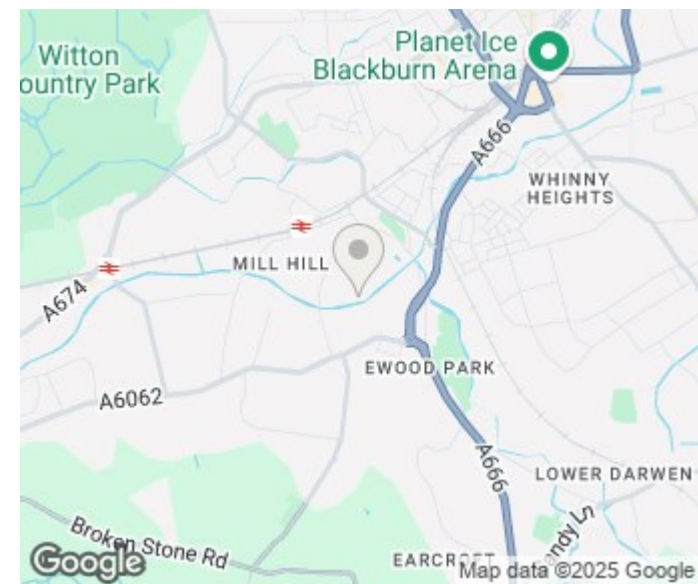 Witton
ountry Park
Planet Ice
Blackburn Arena
A666
WHINNY
HEIGHTS
MILL HILL
A674
EWOOD PARK
A6062
A666
LOWER DARWEN
Broken Stone Rd
EARCROFT
andy Ln
Google
Map data ©2025 Google